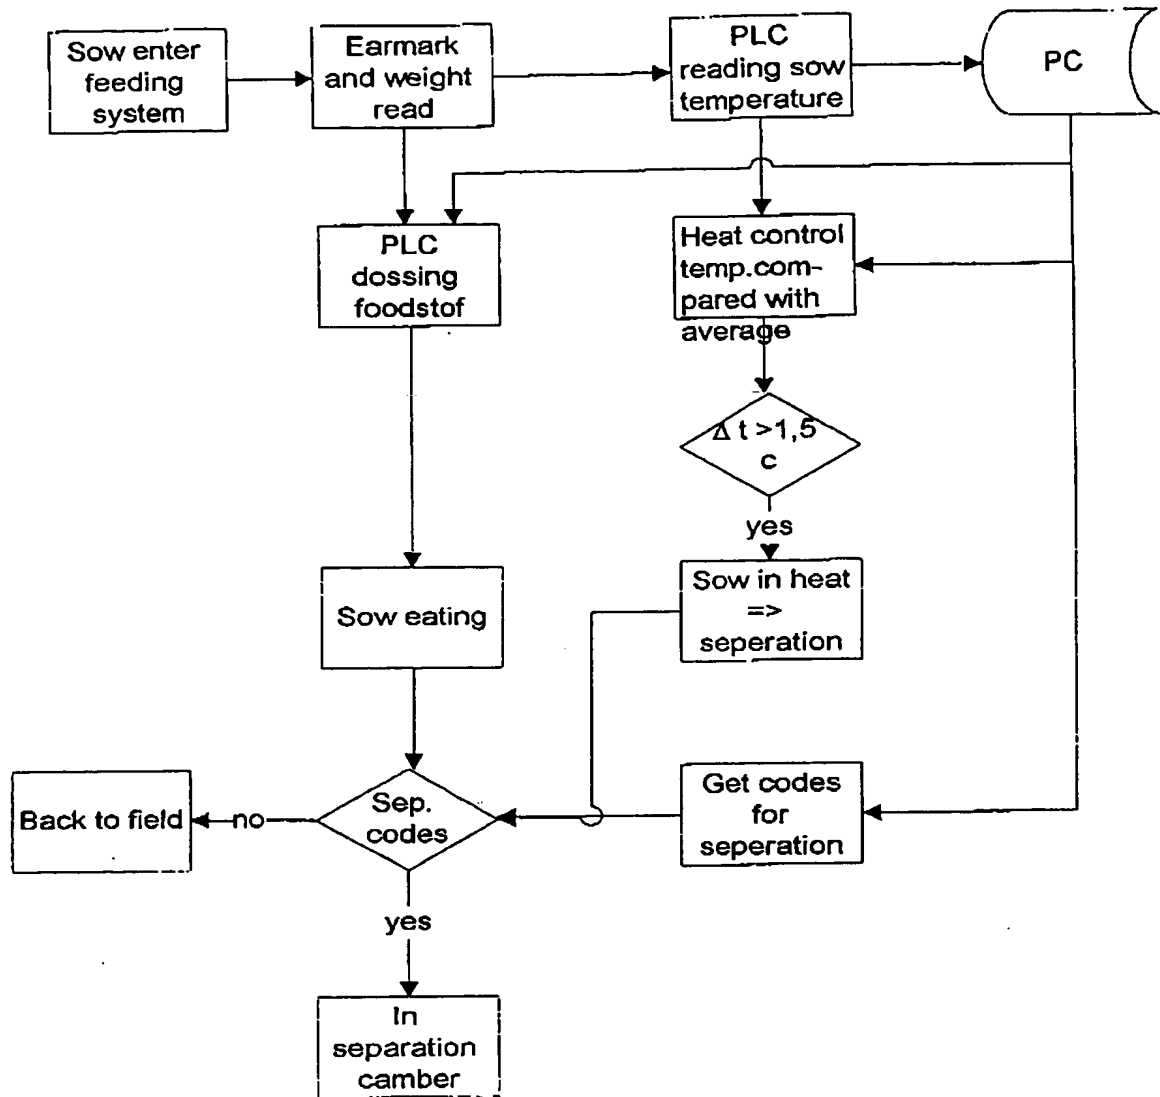 Sow enter
feeding
system
Earmark
and weight
read
PLC
reading sow
temperature
PC
PLC
dossing
foodstof
Heat control
temp.com-
pared with
average
Δ t >1,5
c
yes
Sow eating
Sow in heat
=>
seperation
Back to field
no
Sep.
codes
Get codes
for
seperation
yes
In
separation
camber